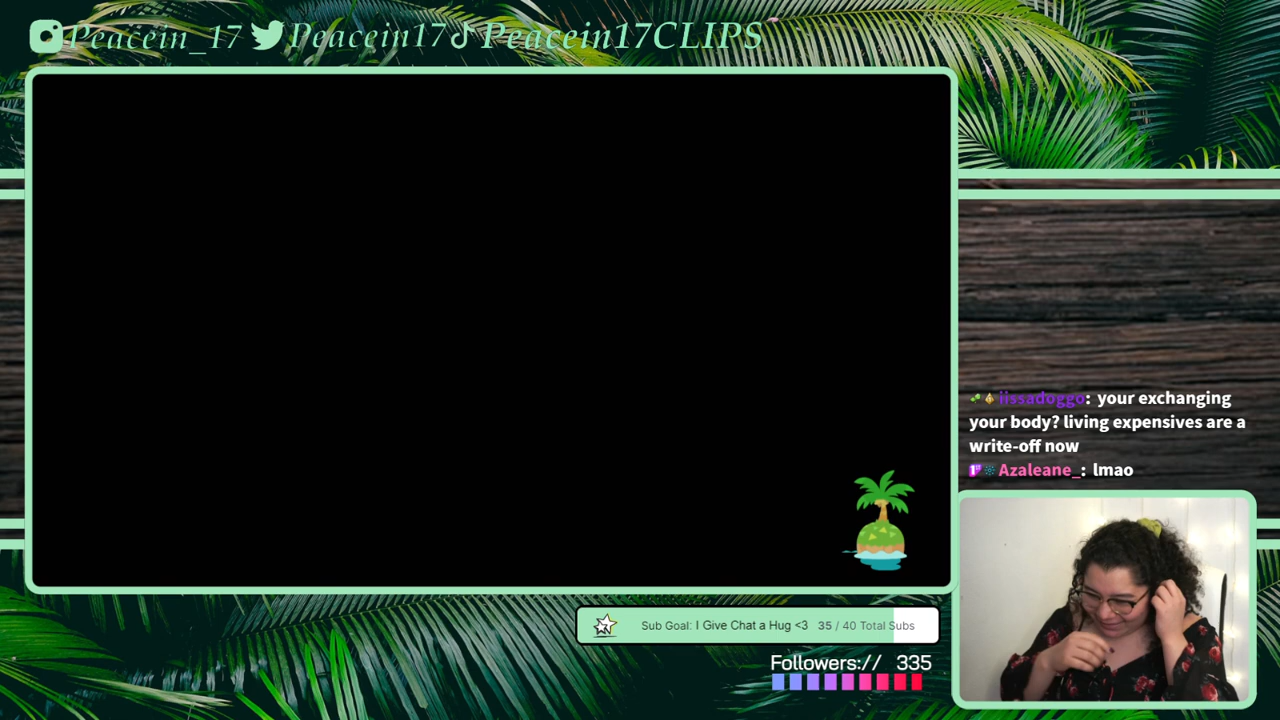 Peacein_17 Peacein17 Peacein17CLIPS
iissadoggo: your exchanging
your body? living expensives are a
write-off now
Azaleane_: lmao
Sub Goal: I Give Chat a Hug <3 35 / 40 Total Subs
Followers:// 335